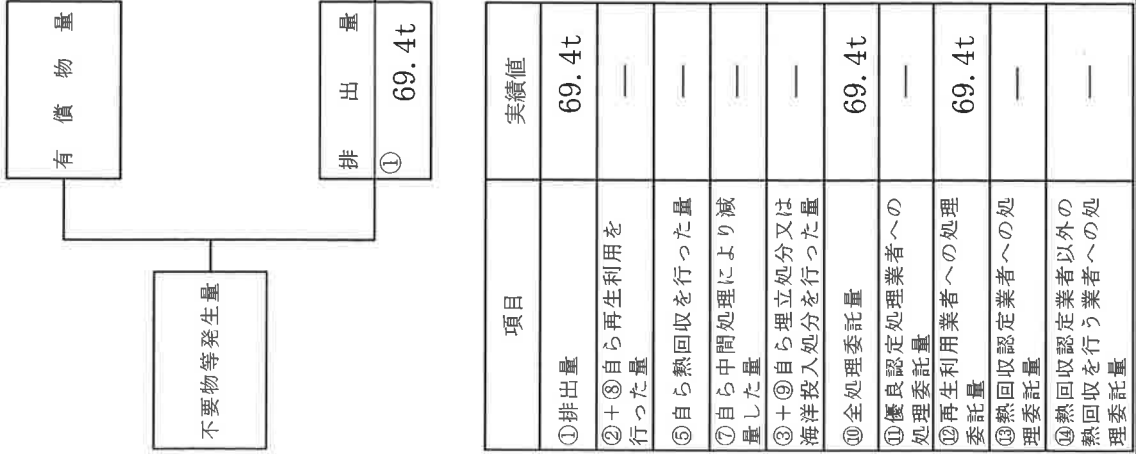 不要物等発生量
有償物量
排出量
①
69.4t
項目
実績値
①排出量
69.4t
②＋⑧自ら再生利用を
行った量
―
⑤自ら熱回収を行った量
―
⑦自ら中間処理により減
量した量
―
③＋⑨自ら埋立処分又は
海洋投入処分を行った量
―
⑩全処理委託量
69.4t
⑪優良認定処理業者への
処理委託量
―
⑫再生利用業者への処理
委託量
69.4t
⑬熱回収認定業者への処
理委託量
―
⑭熱回収認定業者以外の
熱回収を行う業者への処
理委託量
―